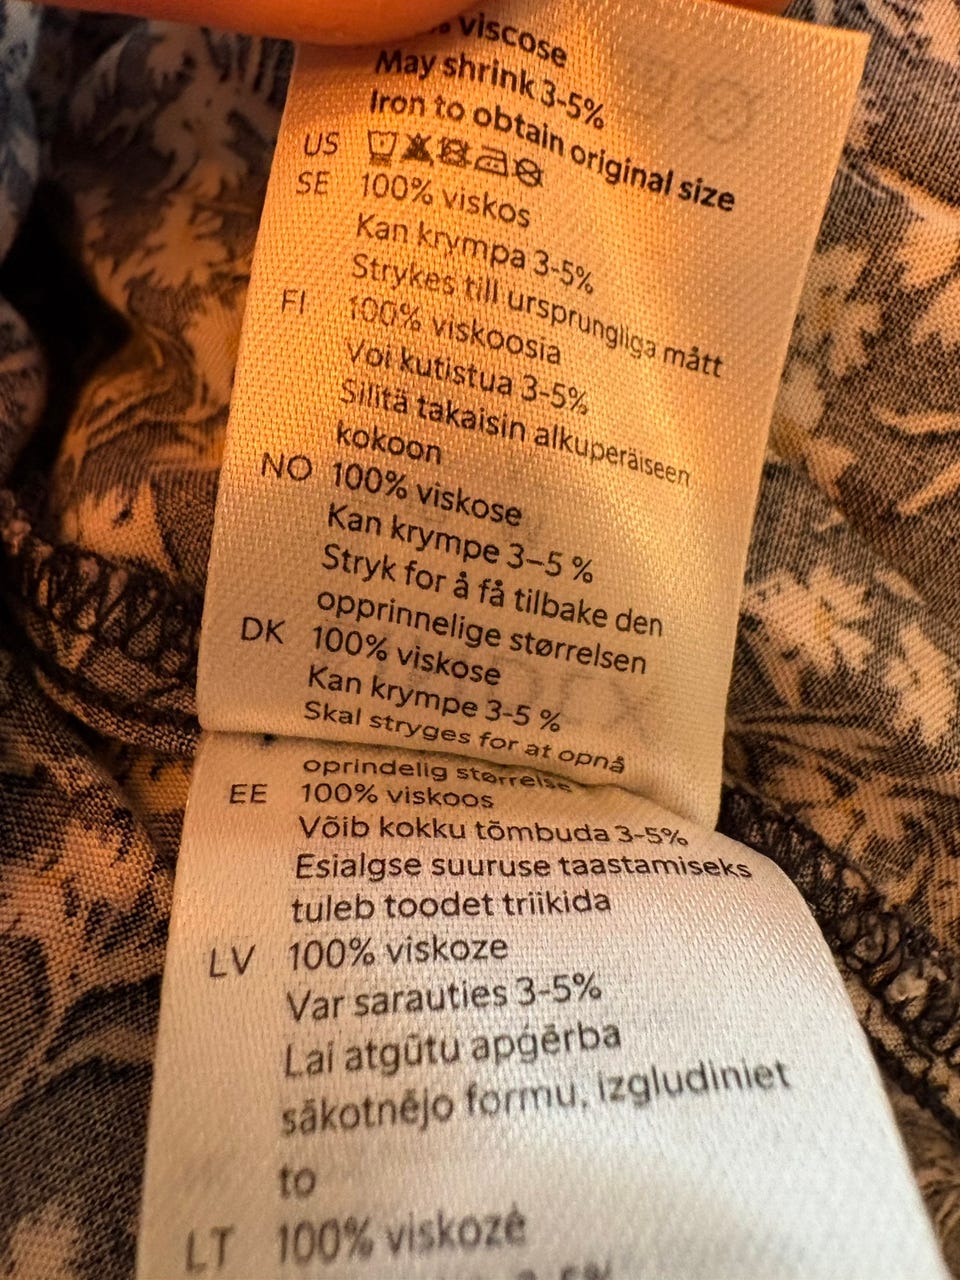 viscose
May shrink 3-5%
Iron to obtain original size
US
SE 100% viskos
Kan krympa 3-5%
Strykes till ursprungliga mått
FI 100% viskoosia
Voi kutistua 3-5%
Silitä takaisin alkuperäiseen
kokoon
NO 100% viskose
Kan krympe 3–5 %
Stryk for å få tilbake den
opprinnelige størrelsen
DK 100% viskose
Kan krympe 3-5 %
Skal stryges for at opnå
oprindelig størrelse
EE 100% viskoos
Võib kokku tõmbuda 3-5%
Esialgse suuruse taastamiseks
tuleb toodet triikida
LV 100% viskoze
Var sarauties 3-5%
Lai atgūtu apģērba
sākotnējo formu, izgludiniet
to
LT 100% viskozė
3-5%